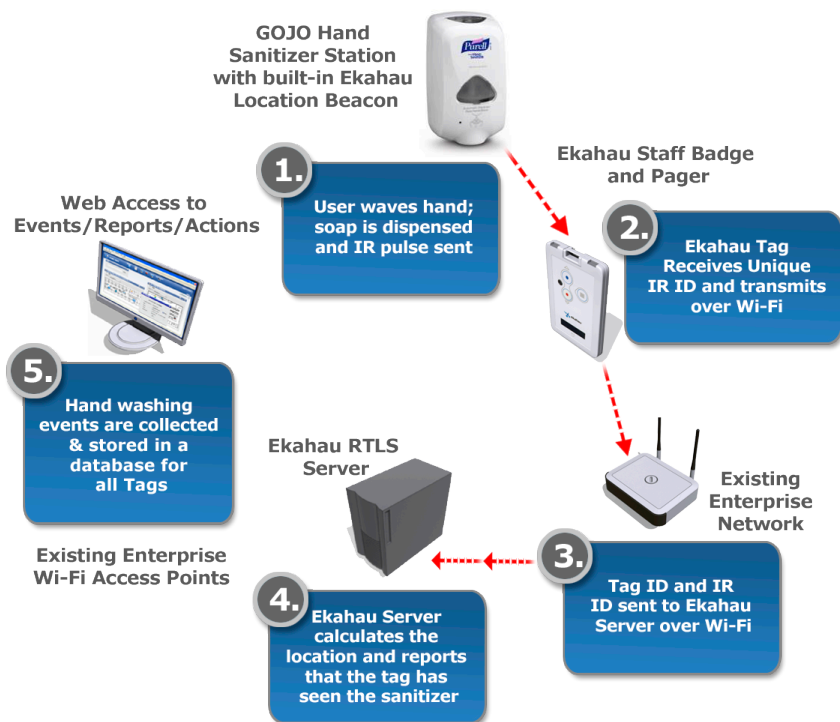 GOJO Hand
Sanitizer Station
with built-in Ekahau
Location Beacon
Purell
1.
User waves hand;
soap is dispensed
and IR pulse sent
Ekahau Staff Badge
and Pager
2.
Ekahau Tag
Receives Unique
IR ID and transmits
over Wi-Fi
Existing
Enterprise
Network
3.
Tag ID and IR
ID sent to Ekahau
Server over Wi-Fi
Ekahau RTLS
Server
4.
Ekahau Server
calculates the
location and reports
that the tag has
seen the sanitizer
Web Access to
Events/Reports/Actions
5.
Hand washing
events are collected
& stored in a
database for
all Tags
Existing Enterprise
Wi-Fi Access Points